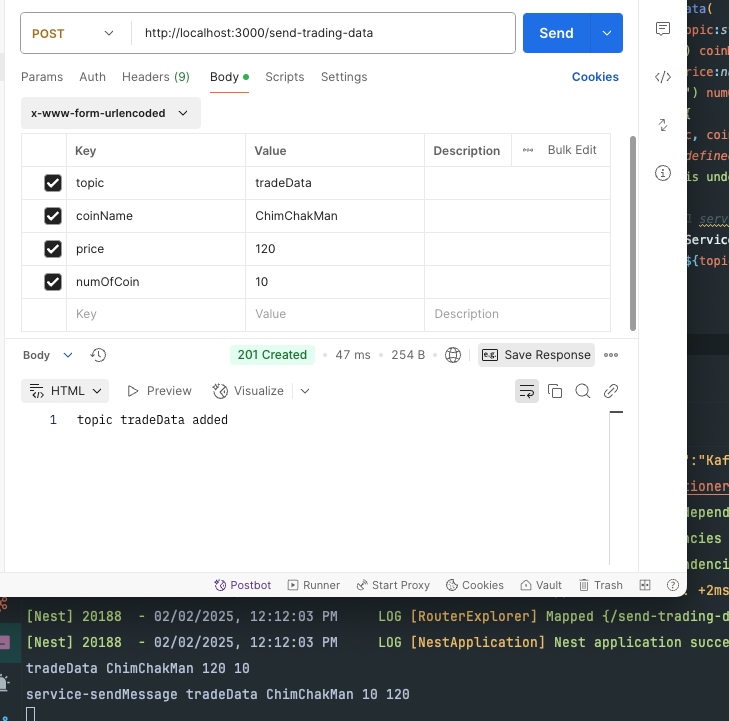 POST http://localhost:3000/send-trading-data Send
Params Auth Headers (9) Body Scripts Settings Cookies
x-www-form-urlencoded
Key Value Description Bulk Edit
topic tradeData
coinName ChimChakMan
price 120
numOfCoin 10
Key Value Description
Body 201 Created 47 ms 254 B Save Response
HTML Preview Visualize
1 topic tradeData added
Postbot Runner Start Proxy Cookies Vault Trash
ata(
opic:s
) coin
rice:n
') num
{
c, coi
define
is und
serv
Servic
${topi
":"Kaf
tioner
depend
ncies
ndenci
+2ms
[Nest] 20188 - 02/02/2025, 12:12:03 PM LOG [RouterExplorer] Mapped {/send-trading-d
[Nest] 20188 - 02/02/2025, 12:12:03 PM LOG [NestApplication] Nest application succe
tradeData ChimChakMan 120 10
service-sendMessage tradeData ChimChakMan 10 120